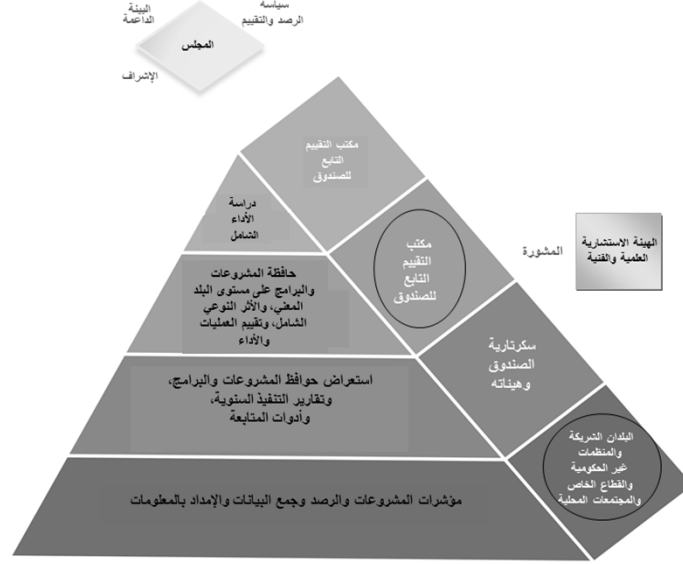 سياسة
الرصد والتقييم
البيئة
الداعمة
المجلس
الإشراف
مكتب التقييم
التابع
للصندوق
دراسة
الأداء
الشامل
مكتب
التقييم
التابع
للصندوق
المشورة
الهيئة الاستشارية
العلمية والفنية
حافظة المشروعات
والبرامج على مستوى البلد
المعني، والأثر النوعي
الشامل، وتقييم العمليات
والأداء
سكرتارية
الصندوق
وهيئاته
استعراض حوافظ المشروعات والبرامج،
وتقارير التنفيذ السنوية،
وأدوات المتابعة
البلدان الشريكة
والمنظمات
غير الحكومية
والقطاع الخاص
والمجتمعات المحلية
مؤشرات المشروعات والرصد وجمع البيانات والإمداد بالمعلومات